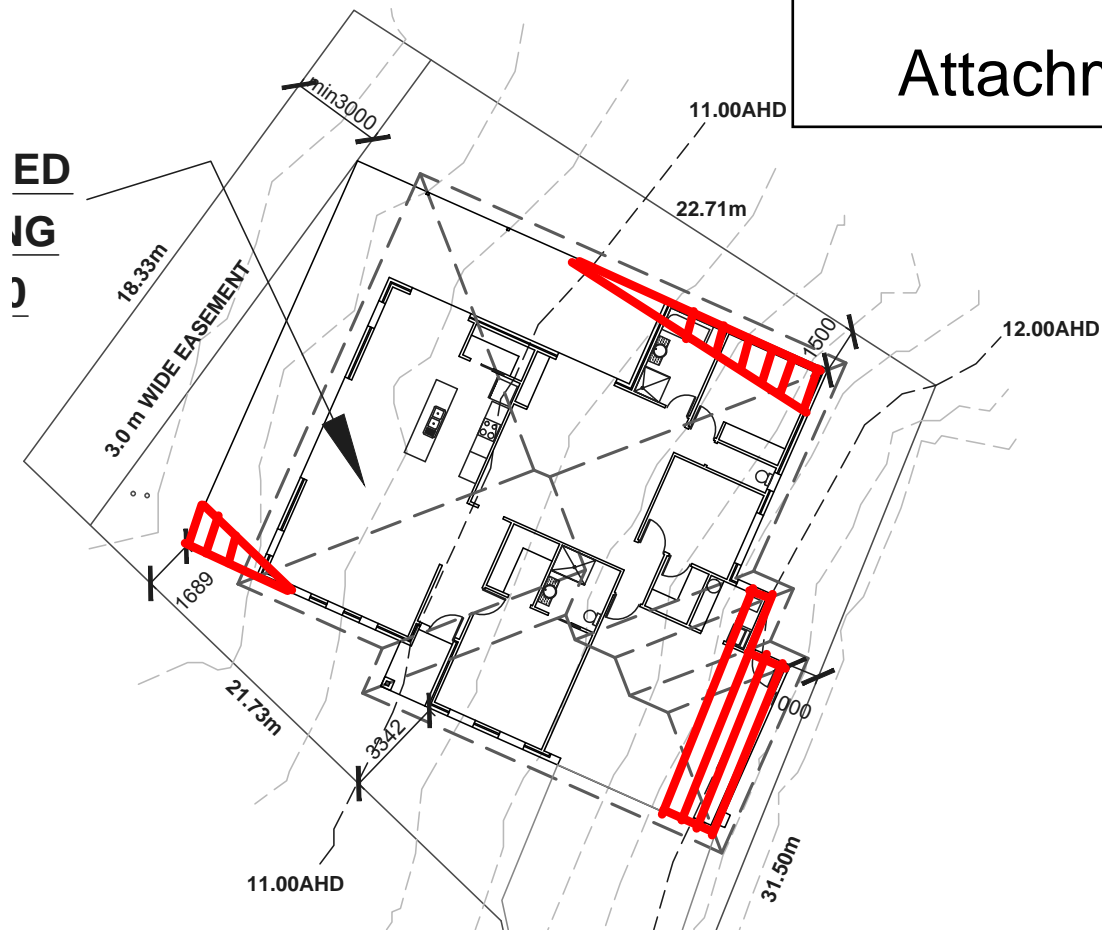 Attachm
11.00AHD
min3000
ED
NG
0
22.71m
18.33m
3.0 m WIDE EASEMENT
1500
12.00AHD
1689
21.73m
3342
000
11.00AHD
31.50m